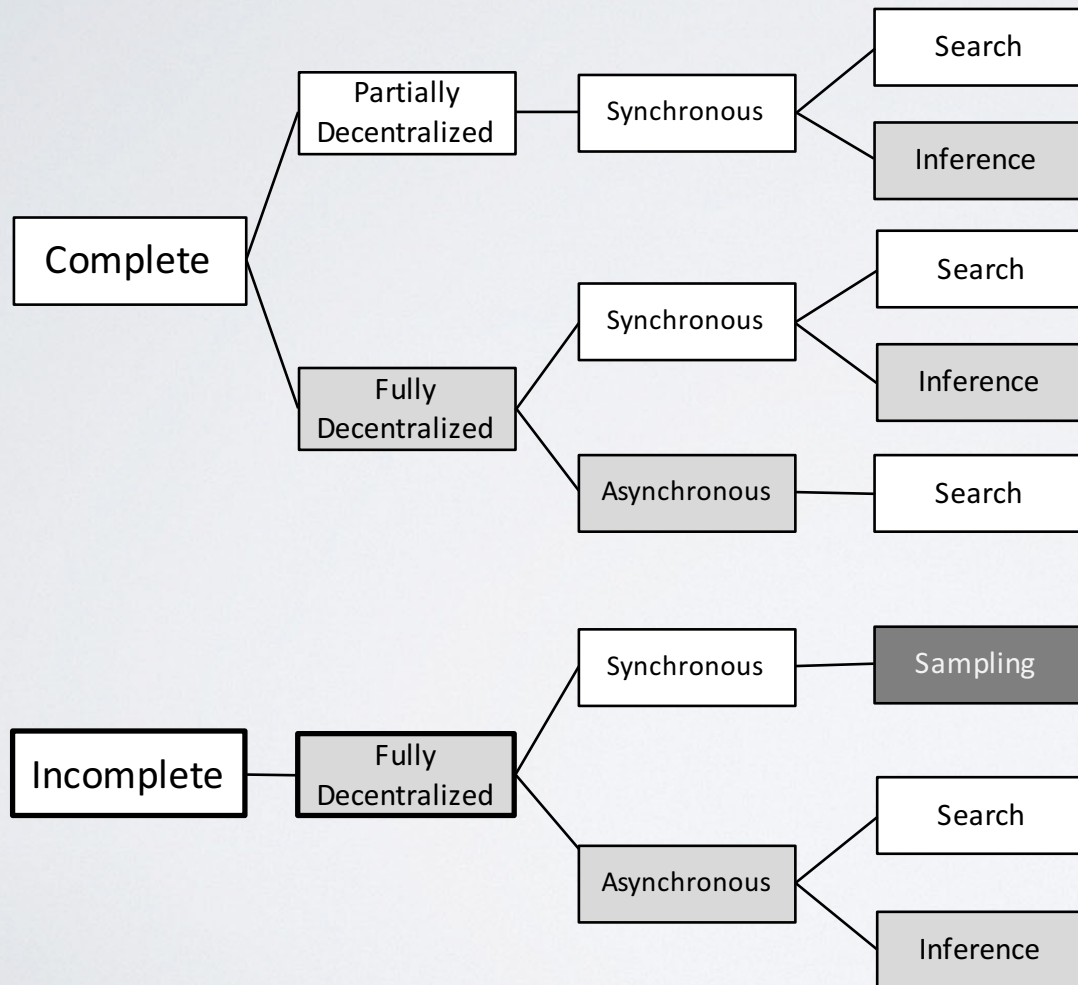 Search
Partially
Decentralized
Synchronous
Inference
Complete
Search
Synchronous
Inference
Fully
Decentralized
Asynchronous
Search
Synchronous
Sampling
Incomplete
Fully
Decentralized
Search
Asynchronous
Inference